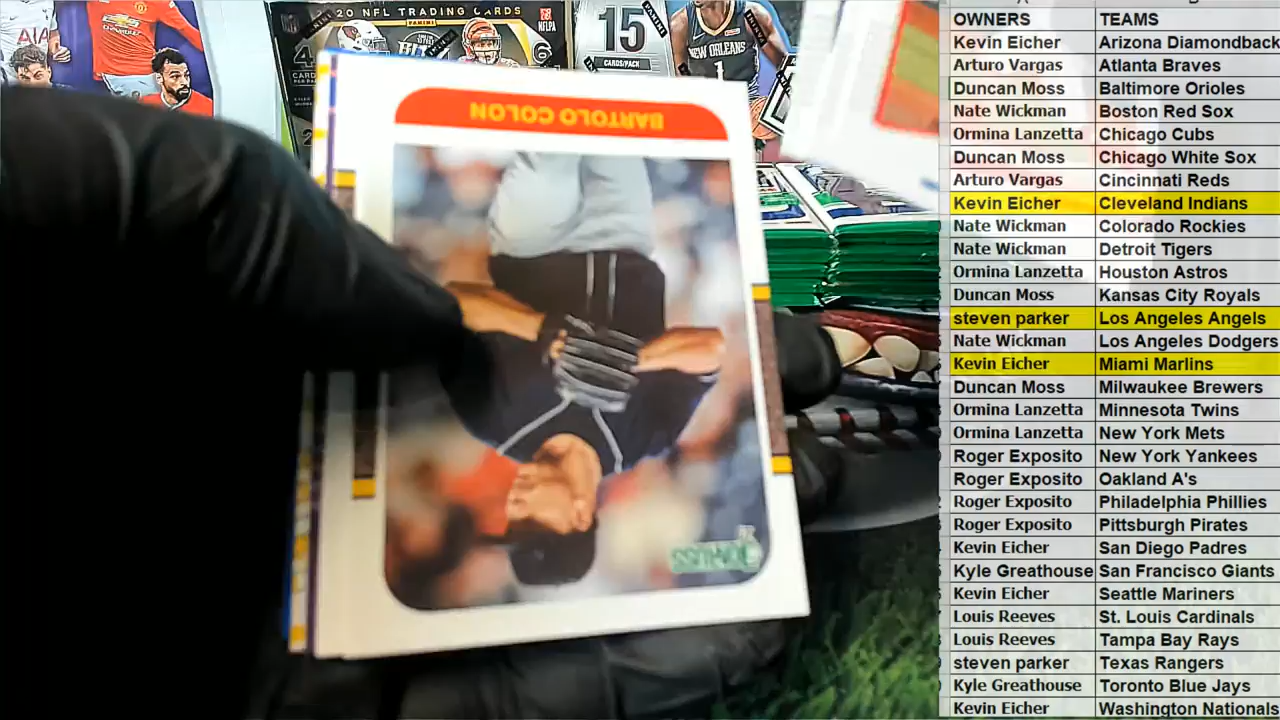 20 NFL TRADING CARDS
PANINI
NFLPA
15
CARDS/PACK
NEW ORLEANS
1
BARTOLO COLON
DONRUSS
OWNERS TEAMS
Kevin Eicher Arizona Diamondback
Arturo Vargas Atlanta Braves
Duncan Moss Baltimore Orioles
Nate Wickman Boston Red Sox
Ormina Lanzetta Chicago Cubs
Duncan Moss Chicago White Sox
Arturo Vargas Cincinnati Reds
Kevin Eicher Cleveland Indians
Nate Wickman Colorado Rockies
Nate Wickman Detroit Tigers
Ormina Lanzetta Houston Astros
Duncan Moss Kansas City Royals
steven parker Los Angeles Angels
Nate Wickman Los Angeles Dodgers
Kevin Eicher Miami Marlins
Duncan Moss Milwaukee Brewers
Ormina Lanzetta Minnesota Twins
Ormina Lanzetta New York Mets
Roger Exposito New York Yankees
Roger Exposito Oakland A's
Roger Exposito Philadelphia Phillies
Roger Exposito Pittsburgh Pirates
Kevin Eicher San Diego Padres
Kyle Greathouse San Francisco Giants
Kevin Eicher Seattle Mariners
Louis Reeves St. Louis Cardinals
Louis Reeves Tampa Bay Rays
steven parker Texas Rangers
Kyle Greathouse Toronto Blue Jays
Kevin Eicher Washington Nationals